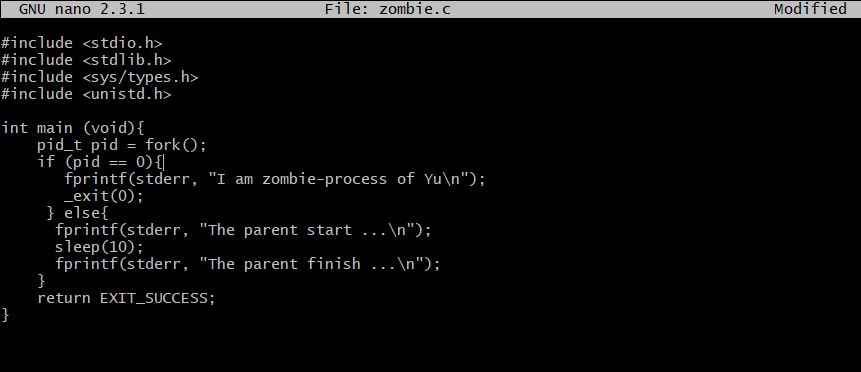 GNU nano 2.3.1 File: zombie.c Modified
#include <stdio.h>
#include <stdlib.h>
#include <sys/types.h>
#include <unistd.h>
int main (void){
    pid_t pid = fork();
    if (pid == 0){
       fprintf(stderr, "I am zombie-process of Yu\n");
       _exit(0);
     } else{
      fprintf(stderr, "The parent start ...\n");
      sleep(10);
      fprintf(stderr, "The parent finish ...\n");
    }
    return EXIT_SUCCESS;
}